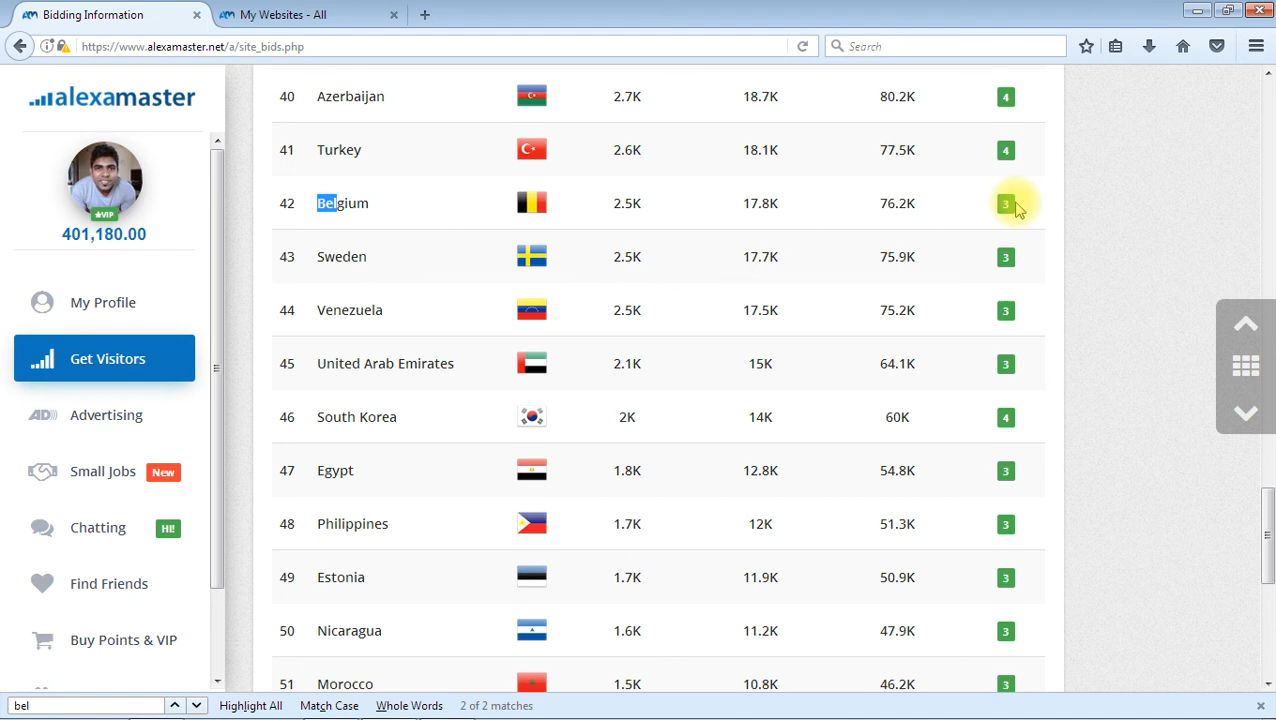 Bidding Information
My Websites - All
https://www.alexamaster.net/a/site_bids.php
Search
alexamaster
VIP
401,180.00
My Profile
Get Visitors
AD Advertising
Small Jobs New
Chatting HI!
Find Friends
Buy Points & VIP
40 Azerbaijan 2.7K 18.7K 80.2K 4
41 Turkey 2.6K 18.1K 77.5K 4
42 Belgium 2.5K 17.8K 76.2K 3
43 Sweden 2.5K 17.7K 75.9K 3
44 Venezuela 2.5K 17.5K 75.2K 3
45 United Arab Emirates 2.1K 15K 64.1K 3
46 South Korea 2K 14K 60K 4
47 Egypt 1.8K 12.8K 54.8K 3
48 Philippines 1.7K 12K 51.3K 3
49 Estonia 1.7K 11.9K 50.9K 3
50 Nicaragua 1.6K 11.2K 47.9K 3
51 Morocco 1.5K 10.8K 46.2K 3
bel Highlight All Match Case Whole Words 2 of 2 matches